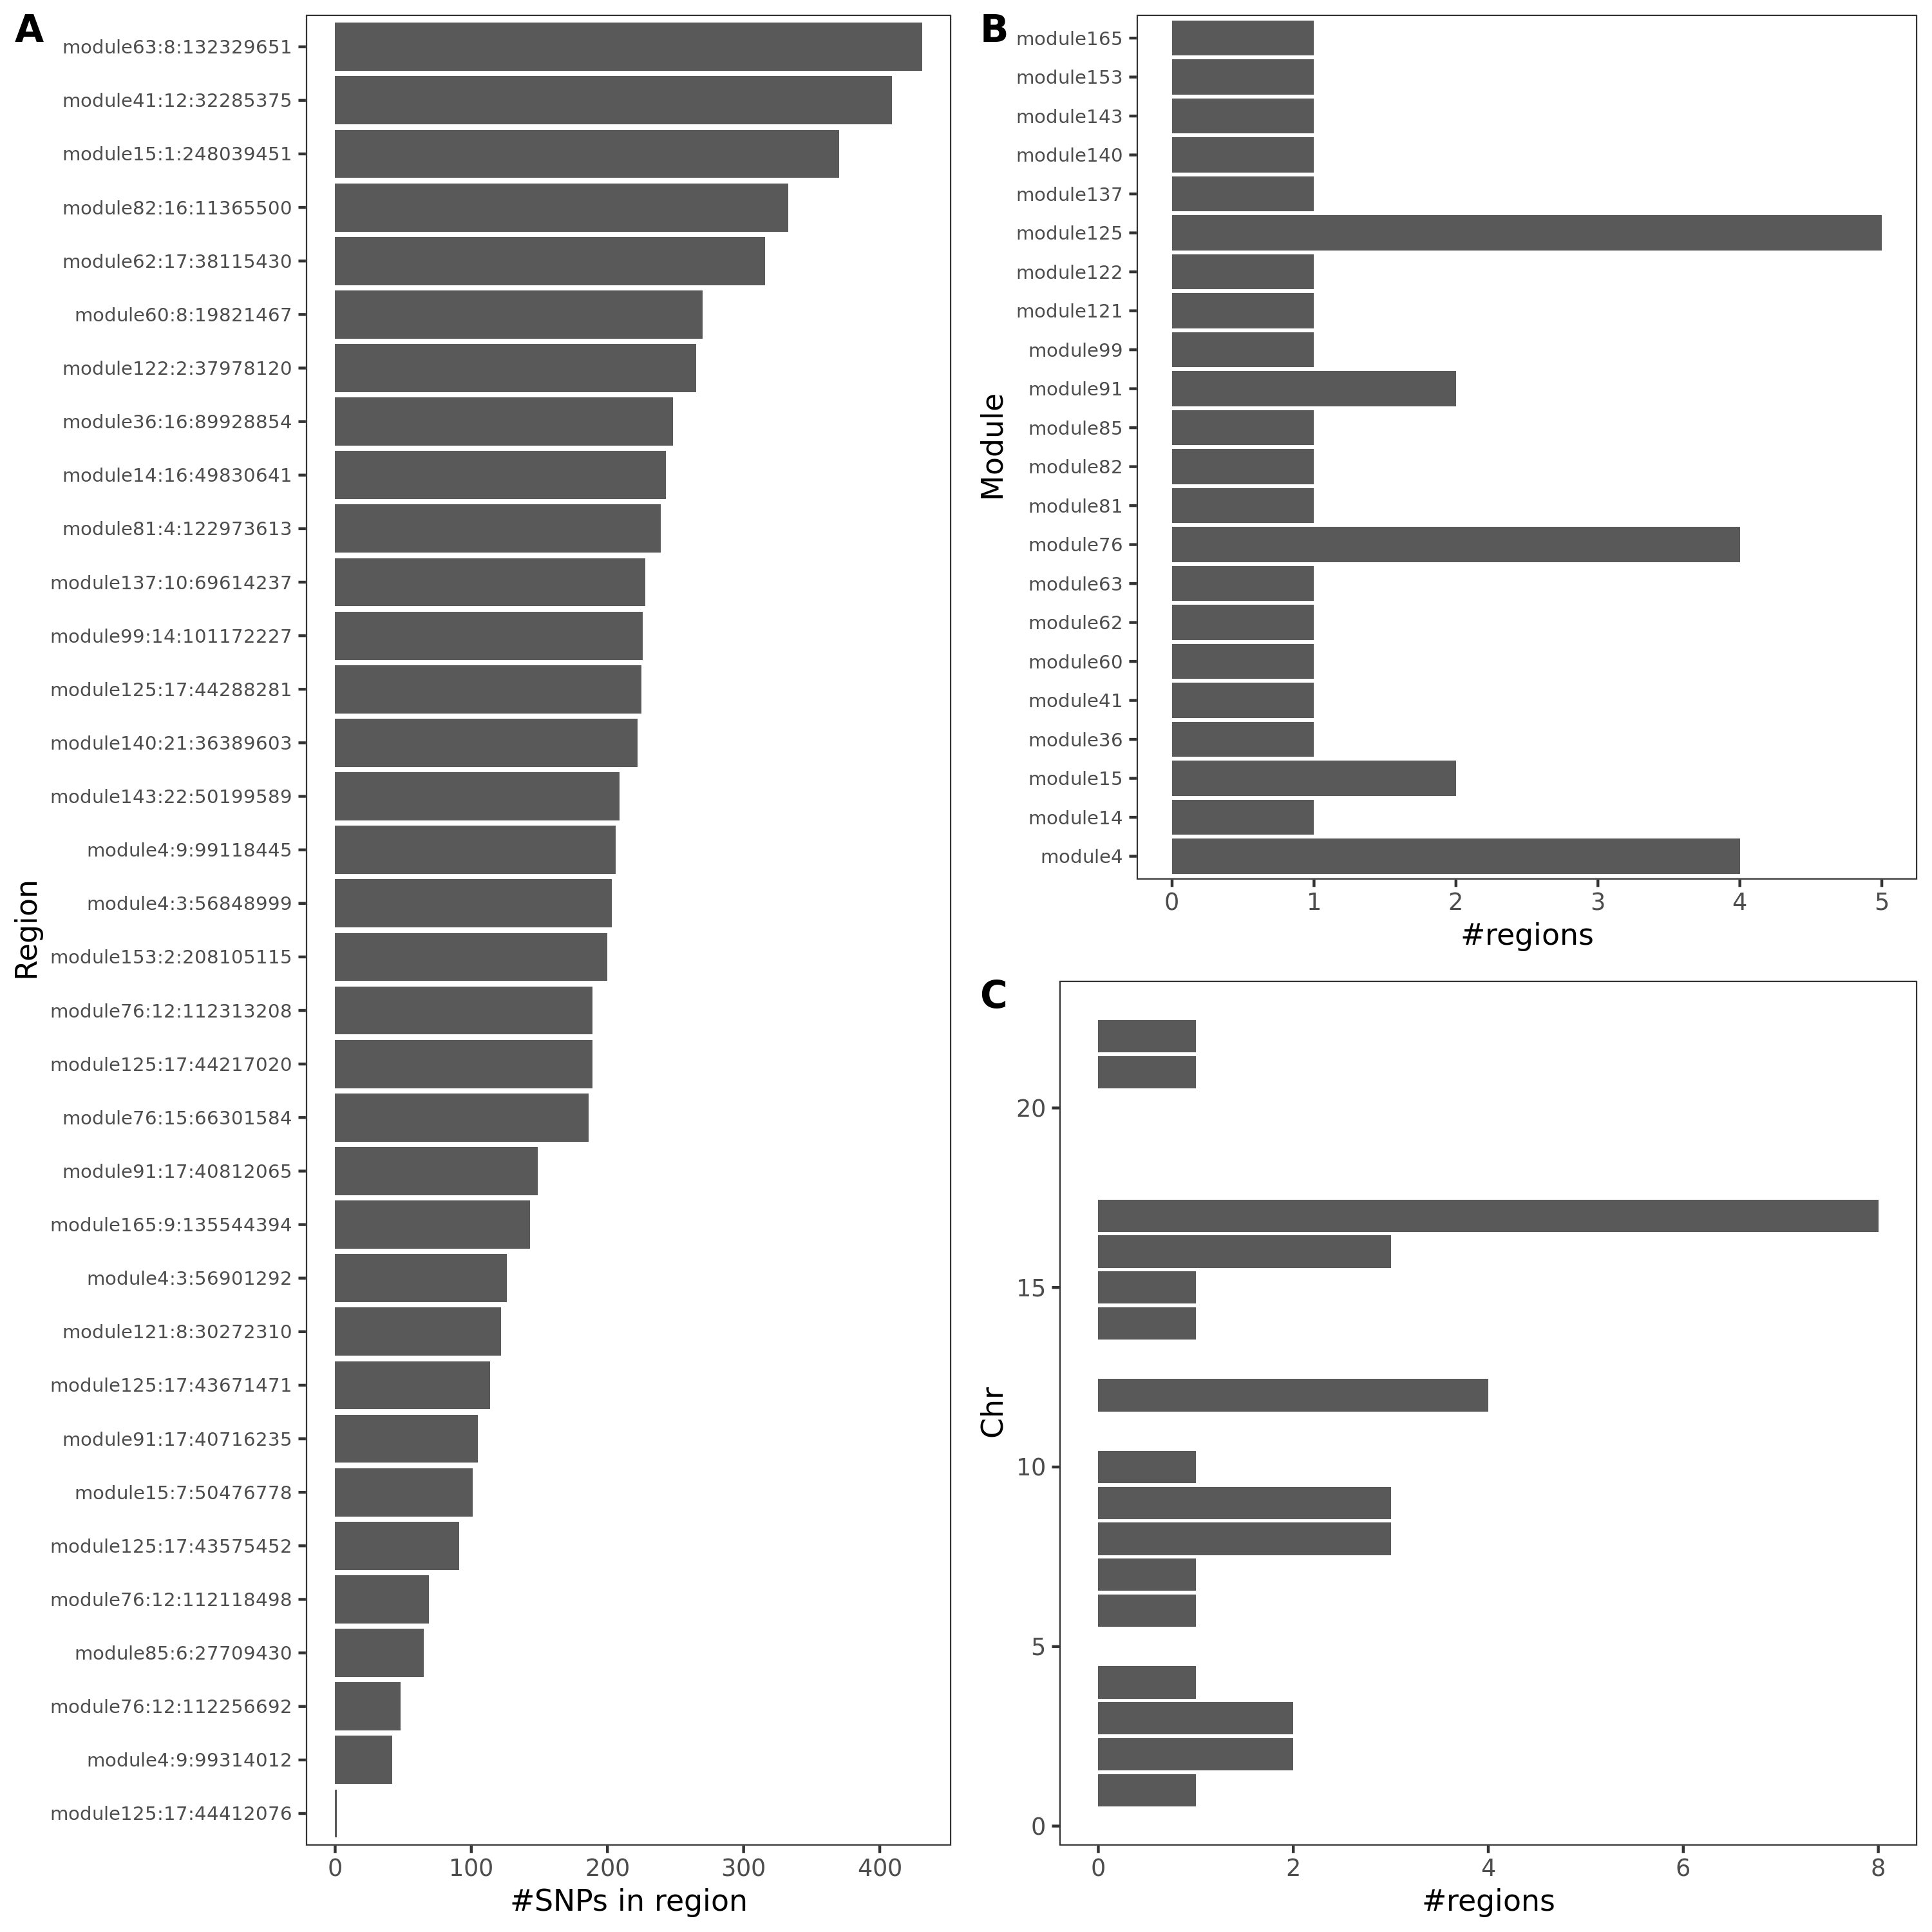 A
module63:8:132329651
module41:12:32285375
module15:1:248039451
module82:16:11365500
module62:17:38115430
module60:8:19821467
module122:2:37978120
module36:16:89928854
module14:16:49830641
module81:4:122973613
module137:10:69614237
module99:14:101172227
module125:17:44288281
module140:21:36389603
module143:22:50199589
module4:9:99118445
module4:3:56848999
module153:2:208105115
module76:12:112313208
module125:17:44217020
module76:15:66301584
module91:17:40812065
module165:9:135544394
module4:3:56901292
module121:8:30272310
module125:17:43671471
module91:17:40716235
module15:7:50476778
module125:17:43575452
module76:12:112118498
module85:6:27709430
module76:12:112256692
module4:9:99314012
module125:17:44412076
Region
0 100 200 300 400
#SNPs in region
B
module165
module153
module143
module140
module137
module125
module122
module121
module99
module91
module85
module82
module81
module76
module63
module62
module60
module41
module36
module15
module14
module4
Module
0 1 2 3 4 5
#regions
C
20
15
10
5
0
Chr
0 2 4 6 8
#regions